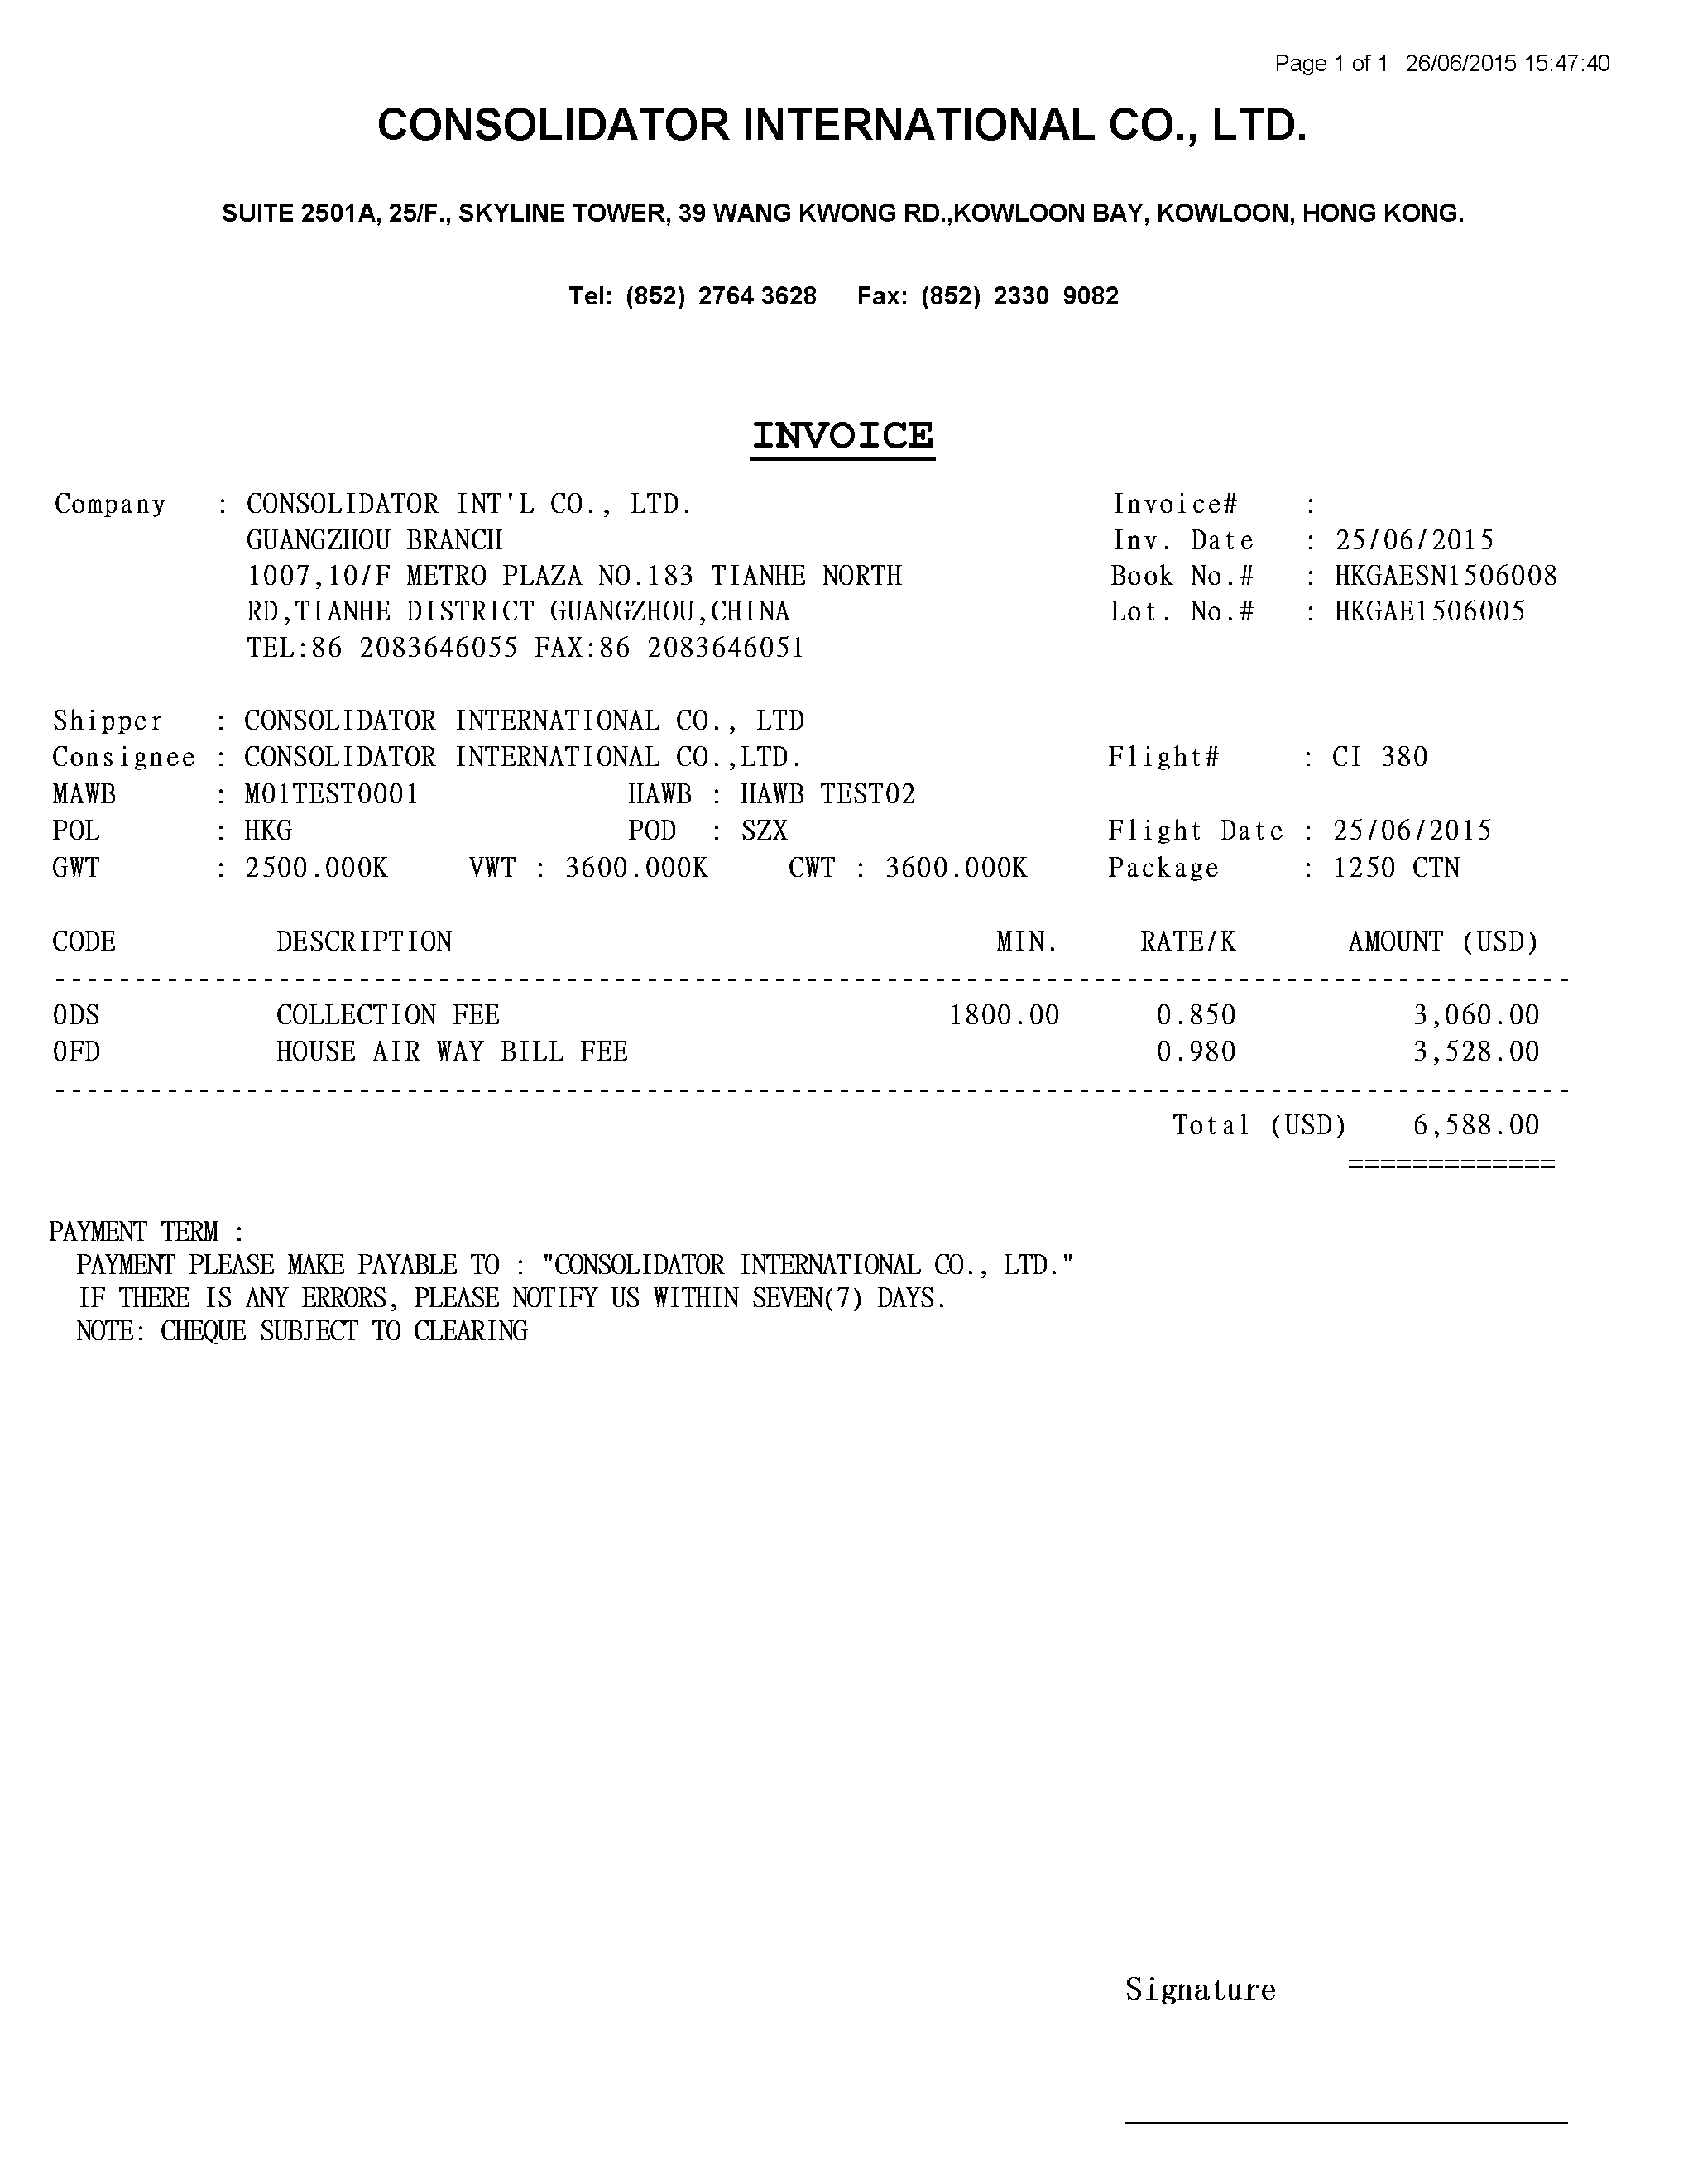 Page 1 of 1 26/06/2015 15:47:40
CONSOLIDATOR INTERNATIONAL CO., LTD.
SUITE 2501A, 25/F., SKYLINE TOWER, 39 WANG KWONG RD.,KOWLOON BAY, KOWLOON, HONG KONG.
Tel: (852) 2764 3628 Fax: (852) 2330 9082
INVOICE
Company : CONSOLIDATOR INT'L CO., LTD. Invoice# :
GUANGZHOU BRANCH Inv. Date : 25/06/2015
1007,10/F METRO PLAZA NO.183 TIANHE NORTH Book No.# : HKGAESN1506008
RD,TIANHE DISTRICT GUANGZHOU,CHINA Lot. No.# : HKGAE1506005
TEL:86 2083646055 FAX:86 2083646051
Shipper : CONSOLIDATOR INTERNATIONAL CO., LTD
Consignee : CONSOLIDATOR INTERNATIONAL CO.,LTD. Flight# : CI 380
MAWB : M01TEST0001 HAWB : HAWB TEST02
POL : HKG POD : SZX Flight Date : 25/06/2015
GWT : 2500.000K VWT : 3600.000K CWT : 3600.000K Package : 1250 CTN
CODE DESCRIPTION MIN. RATE/K AMOUNT (USD)
ODS COLLECTION FEE 1800.00 0.850 3,060.00
OFD HOUSE AIR WAY BILL FEE 0.980 3,528.00
Total (USD) 6,588.00
=============
PAYMENT TERM :
PAYMENT PLEASE MAKE PAYABLE TO : "CONSOLIDATOR INTERNATIONAL CO., LTD."
IF THERE IS ANY ERRORS, PLEASE NOTIFY US WITHIN SEVEN(7) DAYS.
NOTE: CHEQUE SUBJECT TO CLEARING
Signature